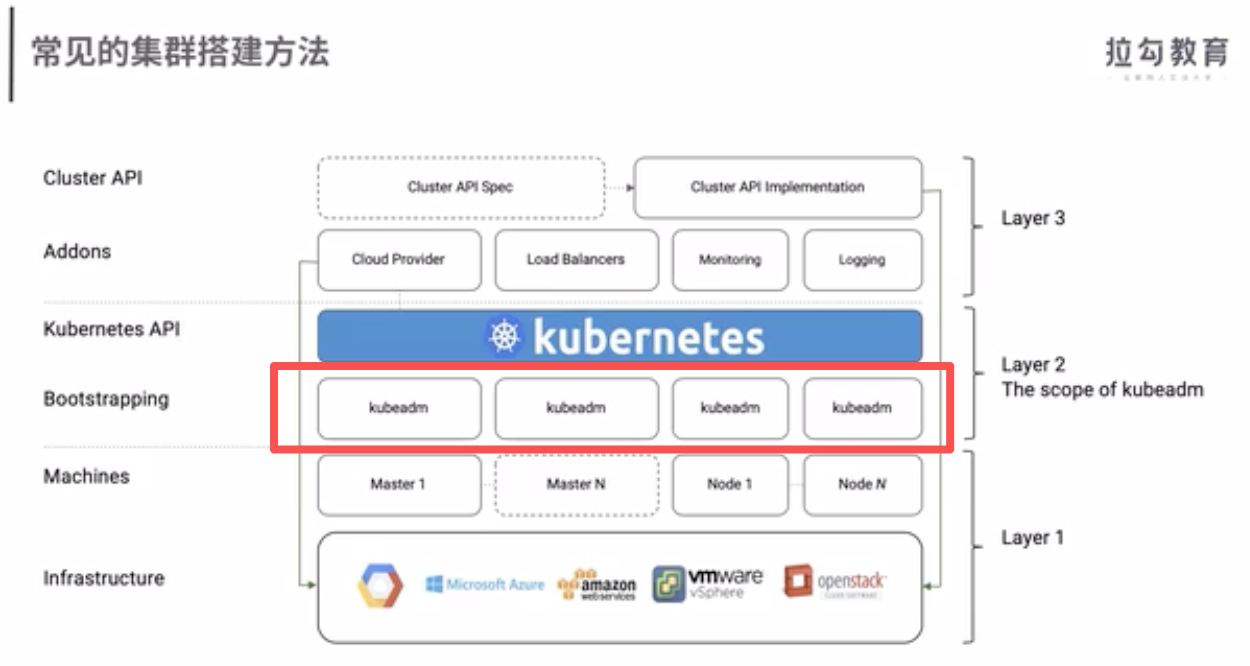 常见的集群搭建方法
拉勾教育
Cluster API
Cluster API Spec
Cluster API Implementation
Layer 3
Addons
Cloud Provider
Load Balancers
Monitoring
Logging
Kubernetes API
kubernetes
Layer 2
The scope of kubeadm
Bootstrapping
kubeadm
kubeadm
kubeadm
kubeadm
Machines
Master 1
Master N
Node 1
Node N
Layer 1
Infrastructure
Microsoft Azure
amazon
webservices
vmware
vSphere
openstack
CLOUD SOFTWARE